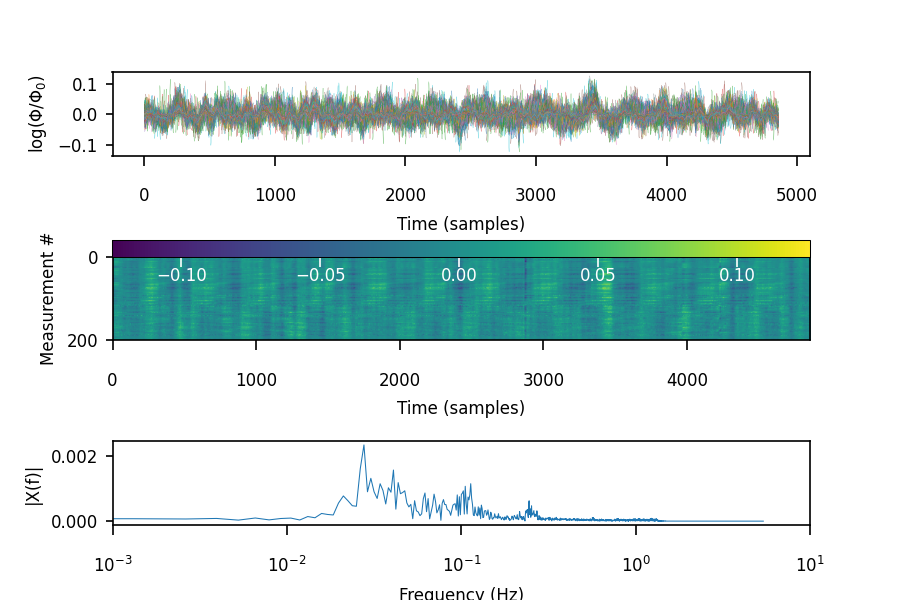 log(Φ/Φ₀)
0.1
0.0
−0.1
0 1000 2000 3000 4000 5000
Time (samples)
Measurement #
0
200
−0.10 −0.05 0.00 0.05 0.10
0 1000 2000 3000 4000
Time (samples)
|X(f)|
0.002
0.000
10⁻³ 10⁻² 10⁻¹ 10⁰ 10¹
Frequency (Hz)